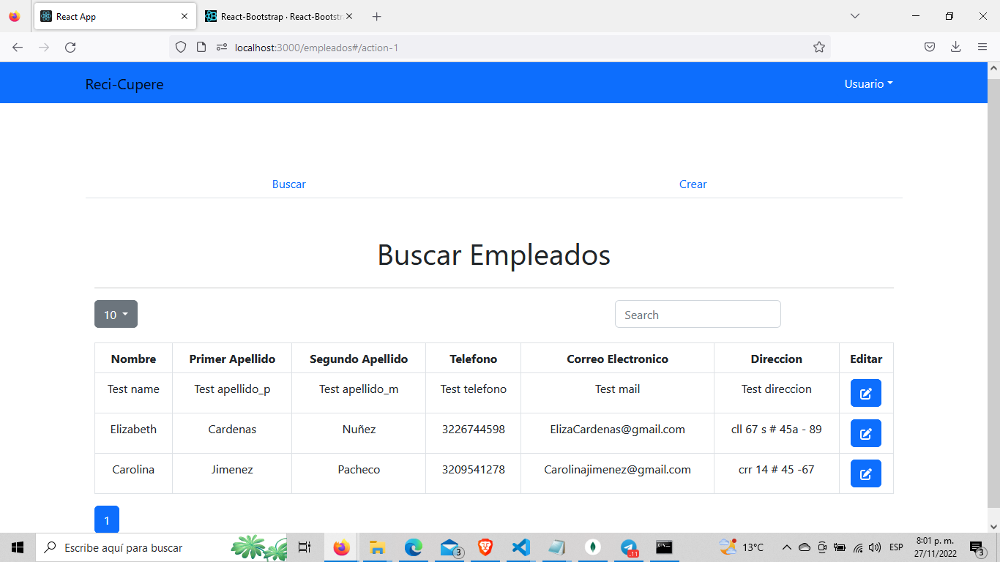 React App
React-Bootstrap · React-Bootstr
localhost:3000/empleados#/action-1
Reci-Cupere
Usuario
Buscar
Crear
Buscar Empleados
10
Search
Nombre Primer Apellido Segundo Apellido Telefono Correo Electronico Direccion Editar
Test name Test apellido_p Test apellido_m Test telefono Test mail Test direccion
Elizabeth Cardenas Nuñez 3226744598 ElizaCardenas@gmail.com cll 67 s # 45a - 89
Carolina Jimenez Pacheco 3209541278 Carolinajimenez@gmail.com crr 14 # 45 -67
1
Escribe aquí para buscar
3
11
13°C
ESP
8:01 p. m.
27/11/2022
3